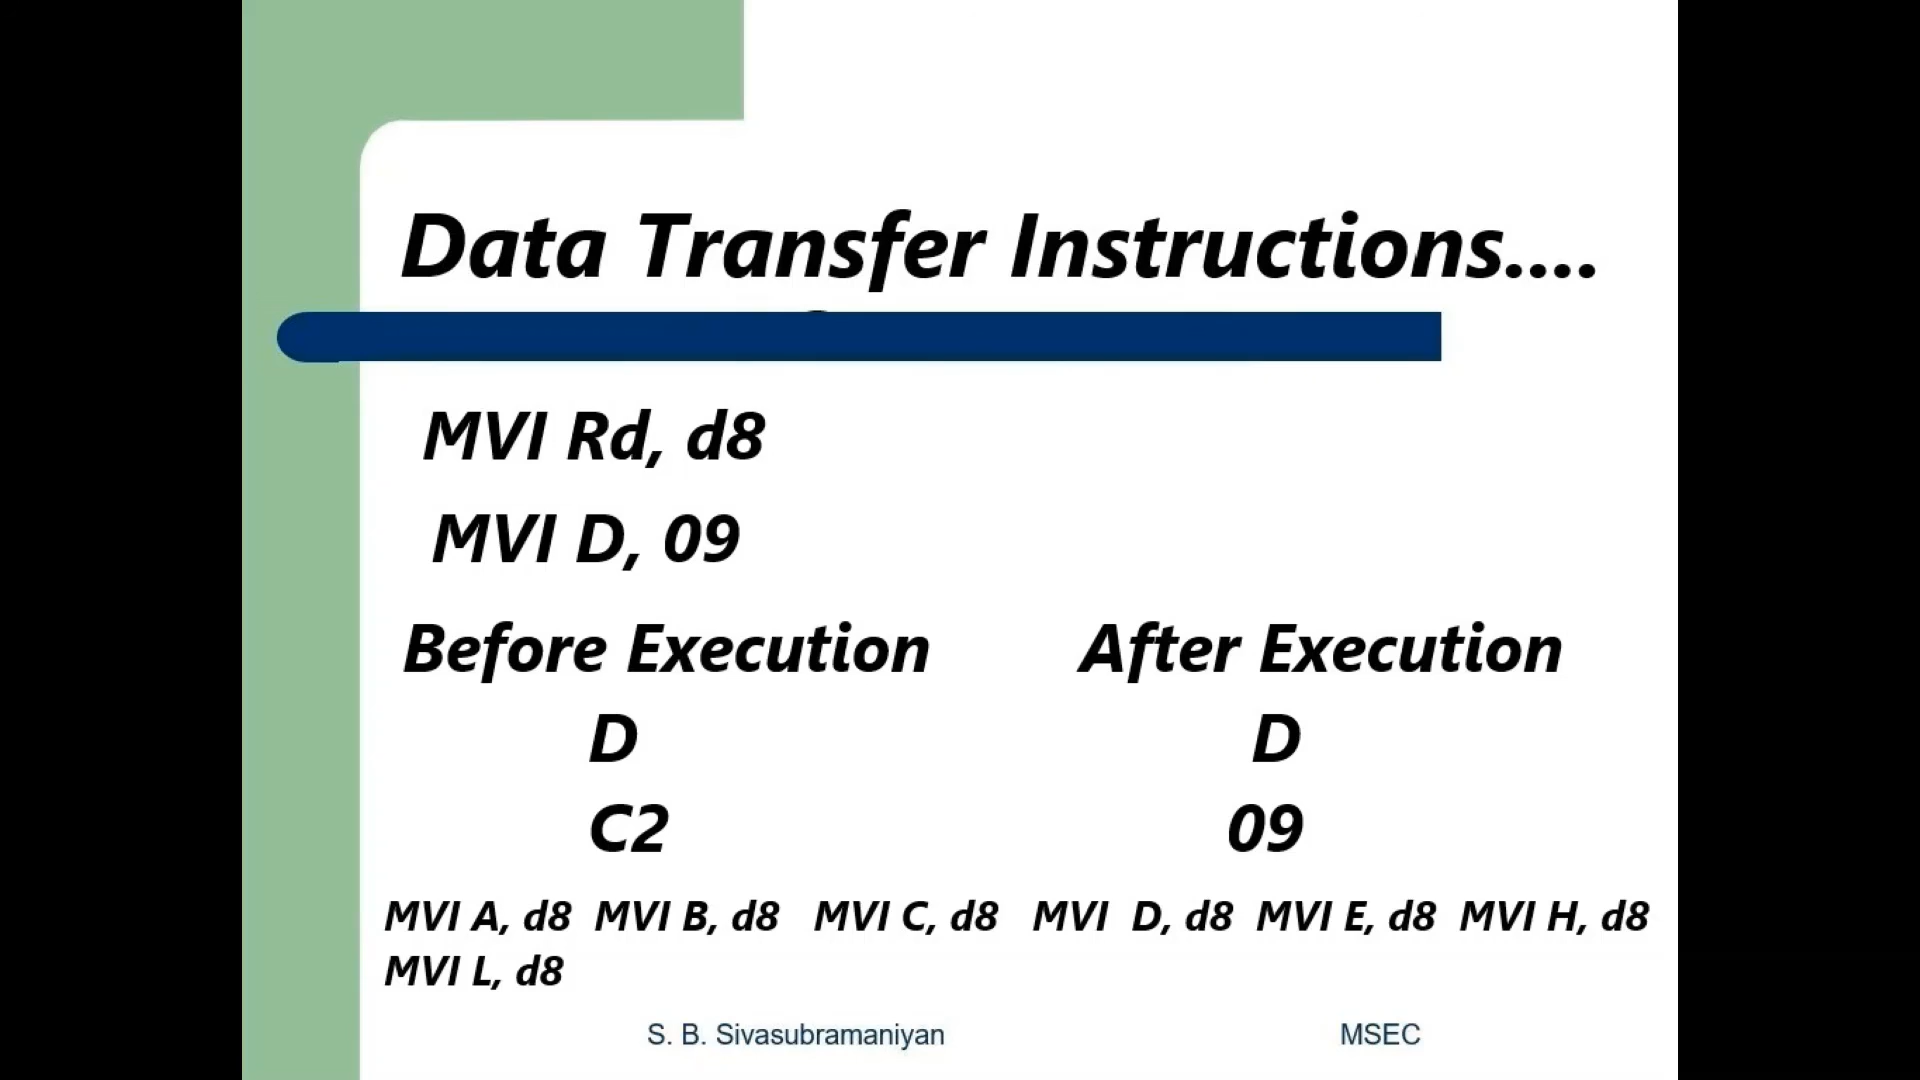 Data Transfer Instructions....
MVI Rd, d8
MVI D, 09
Before Execution After Execution
D D
C2 09
MVI A, d8 MVI B, d8 MVI C, d8 MVI D, d8 MVI E, d8 MVI H, d8
MVI L, d8
S. B. Sivasubramaniyan MSEC